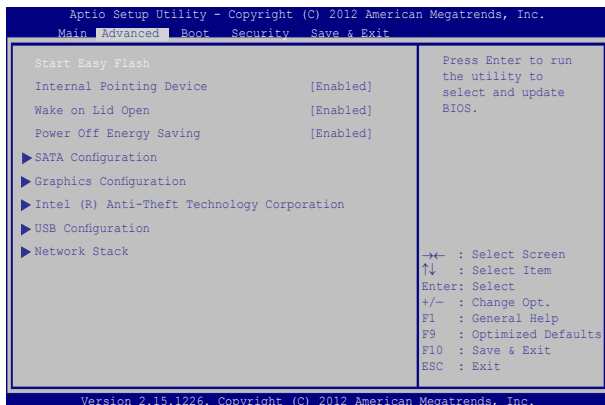 Aptio Setup Utility - Copyright (C) 2012 American Megatrends, Inc.
Main Advanced Boot Security Save & Exit
Start Easy Flash
Internal Pointing Device [Enabled]
Wake on Lid Open [Enabled]
Power Off Energy Saving [Enabled]
SATA Configuration
Graphics Configuration
Intel (R) Anti-Theft Technology Corporation
USB Configuration
Network Stack
Press Enter to run
the utility to
select and update
BIOS.
→← : Select Screen
↑↓ : Select Item
Enter: Select
+/— : Change Opt.
F1 : General Help
F9 : Optimized Defaults
F10 : Save & Exit
ESC : Exit
Version 2.15.1226. Copyright (C) 2012 American Megatrends, Inc.